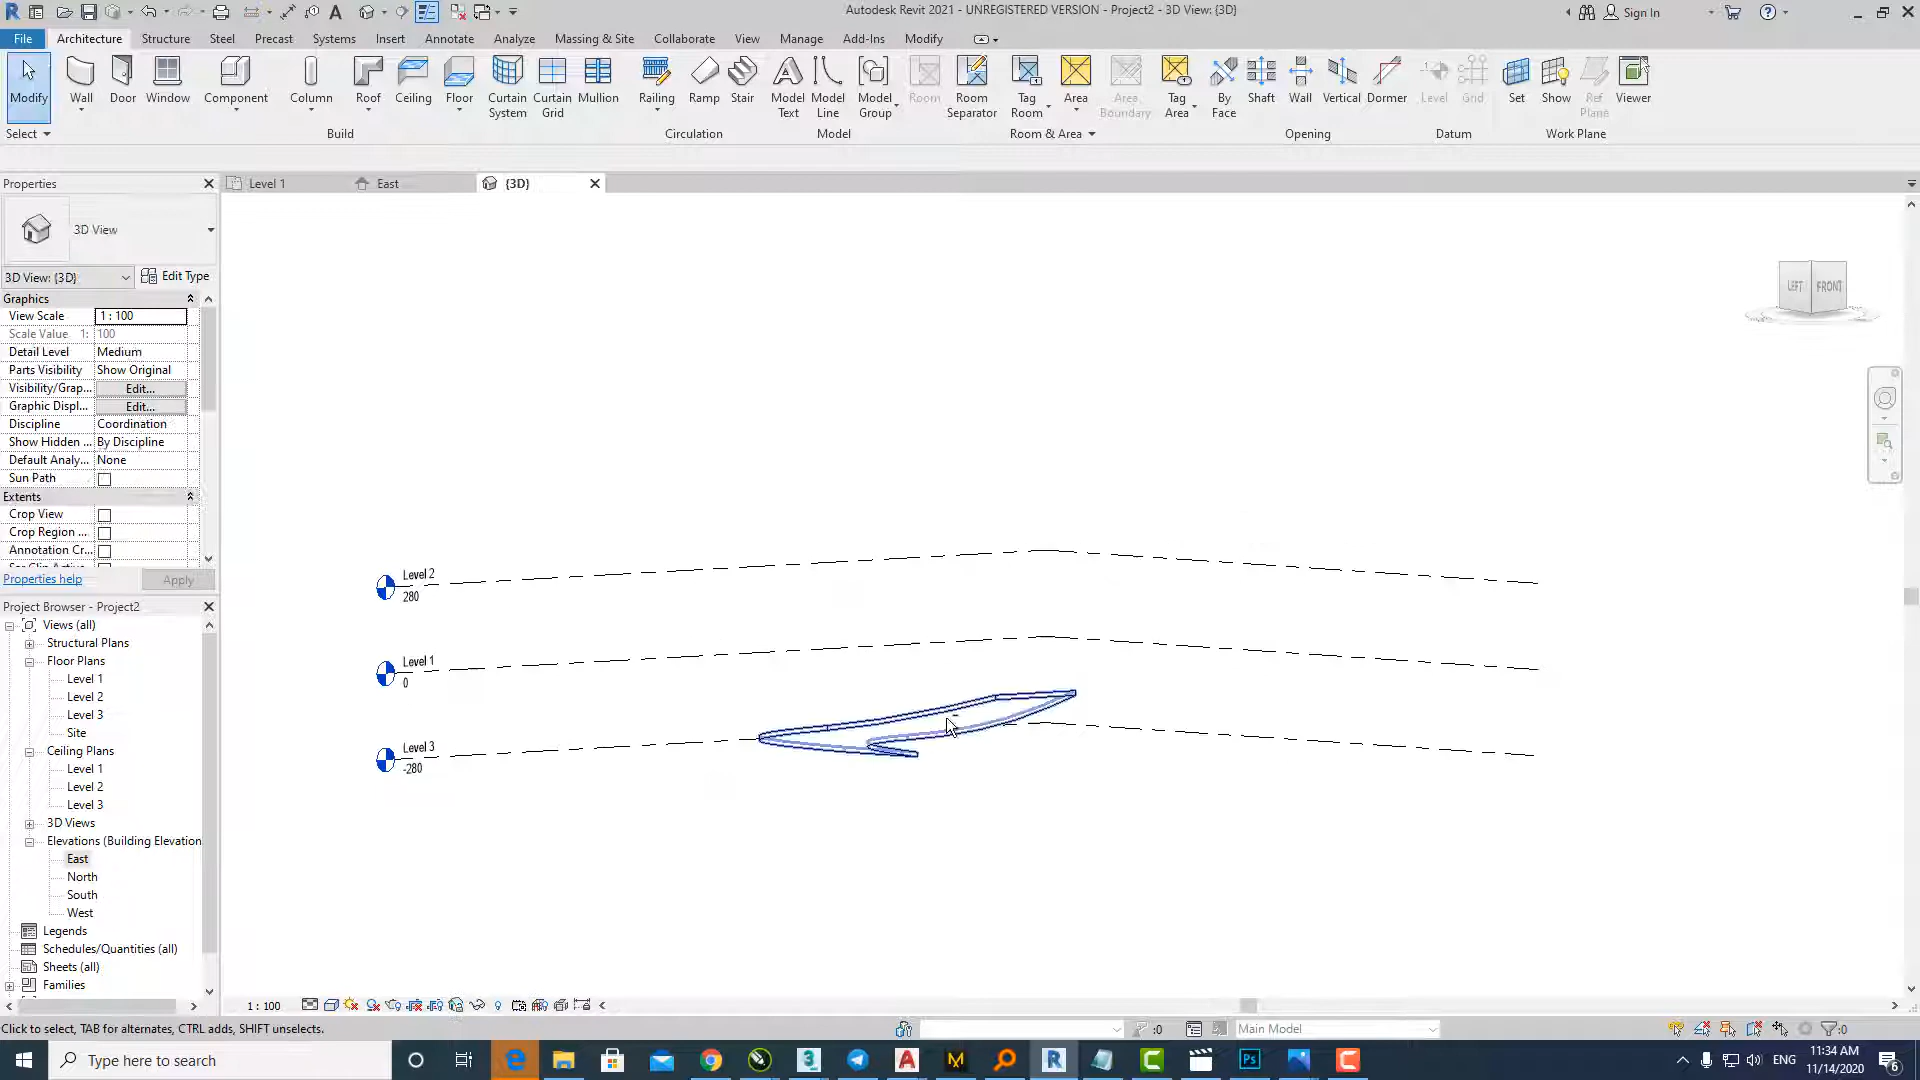 Autodesk Revit 2021 - UNREGISTERED VERSION - Project2 - 3D View: {3D}
Sign In
File
Architecture
Structure
Steel
Precast
Systems
Insert
Annotate
Analyze
Massing & Site
Collaborate
View
Manage
Add-Ins
Modify
Modify
Wall
Door
Window
Component
Column
Roof
Ceiling
Floor
Curtain
System
Curtain
Grid
Mullion
Railing
Ramp
Stair
Model
Text
Model
Line
Model
Group
Room
Room
Separator
Tag
Room
Area
Area
Boundary
Tag
Area
By
Face
Shaft
Wall
Vertical
Dormer
Level
Grid
Set
Show
Ref
Plane
Viewer
Select
Build
Circulation
Model
Room & Area
Opening
Datum
Work Plane
Properties
Level 1
East
{3D}
3D View
3D View: {3D}
Edit Type
Graphics
View Scale
1 : 100
Scale Value 1:
100
Detail Level
Medium
Parts Visibility
Show Original
Visibility/Grap...
Edit...
Graphic Displ...
Edit...
Discipline
Coordination
Show Hidden ...
By Discipline
Default Analy...
None
Sun Path
Extents
Crop View
Crop Region ...
Annotation Cr...
Properties help
Apply
Project Browser - Project2
Views (all)
Structural Plans
Floor Plans
Level 1
Level 2
Level 3
Site
Ceiling Plans
Level 1
Level 2
Level 3
3D Views
Elevations (Building Elevation
East
North
South
West
Legends
Schedules/Quantities (all)
Sheets (all)
Families
LEFT
FRONT
Level 2
280
Level 1
0
Level 3
-280
1 : 100
Click to select, TAB for alternates, CTRL adds, SHIFT unselects.
:0
Main Model
:0
Type here to search
ENG
11:34 AM
11/14/2020
6